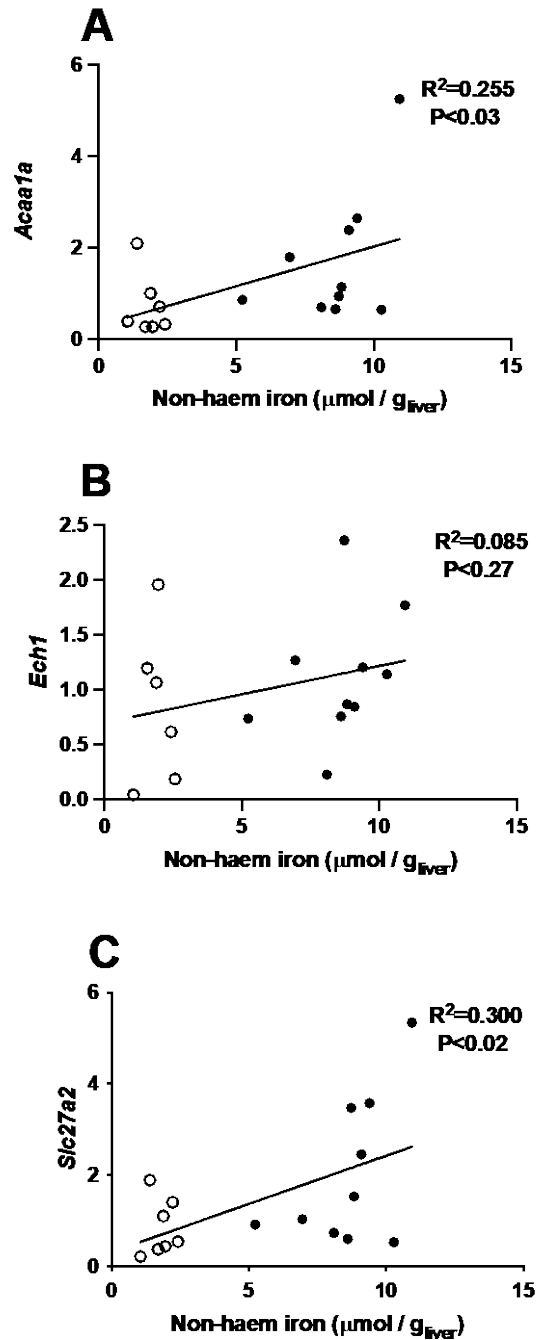 A
6
R²=0.255
P<0.03
4
Acaa1a
2
0
0 5 10 15
Non-haem iron (μmol / gliver)
B
2.5
R²=0.085
P<0.27
2.0
1.5
Ech1
1.0
0.5
0.0
0 5 10 15
Non-haem iron (μmol / gliver)
C
6
R²=0.300
P<0.02
4
Slc27a2
2
0
0 5 10 15
Non-haem iron (μmol / gliver)